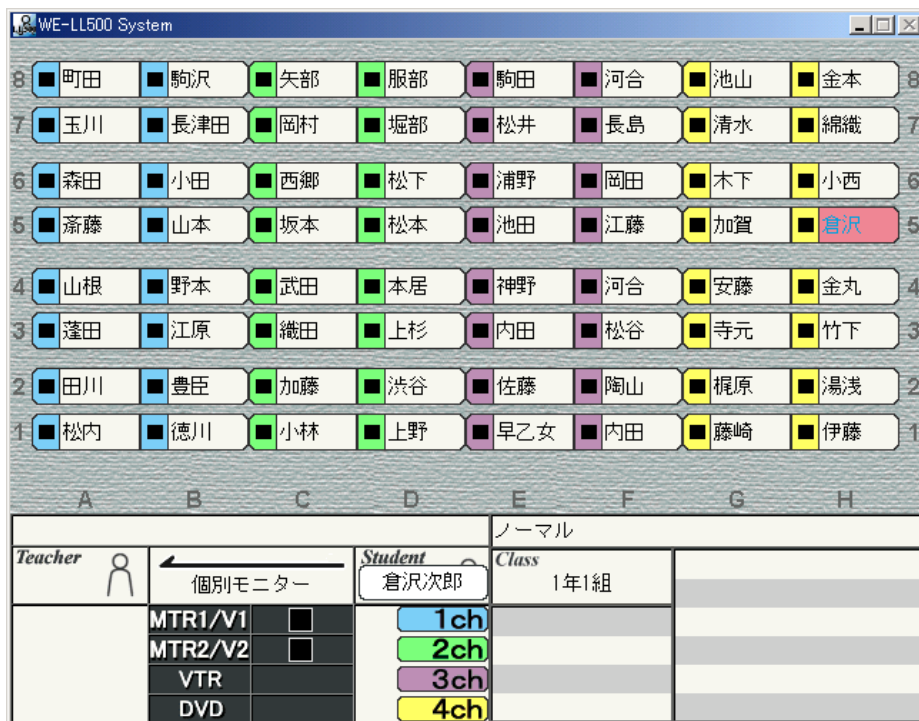 WE-LL500 System
8 町田 駒沢 矢部 服部 駒田 河合 池山 金本 8
7 玉川 長津田 岡村 堀部 松井 長島 清水 綿織 7
6 森田 小田 西郷 松下 浦野 岡田 木下 小西 6
5 斎藤 山本 坂本 松本 池田 江藤 加賀 倉沢 5
4 山根 野本 武田 本居 神野 河合 安藤 金丸 4
3 蓬田 江原 織田 上杉 内田 松谷 寺元 竹下 3
2 田川 豊臣 加藤 渋谷 佐藤 陶山 梶原 湯浅 2
1 松内 徳川 小林 上野 早乙女 内田 藤崎 伊藤 1
A B C D E F G H
ノーマル
Teacher Student Class
個別モニター 倉沢次郎 1年1組
MTR1/V1 1ch
MTR2/V2 2ch
VTR 3ch
DVD 4ch